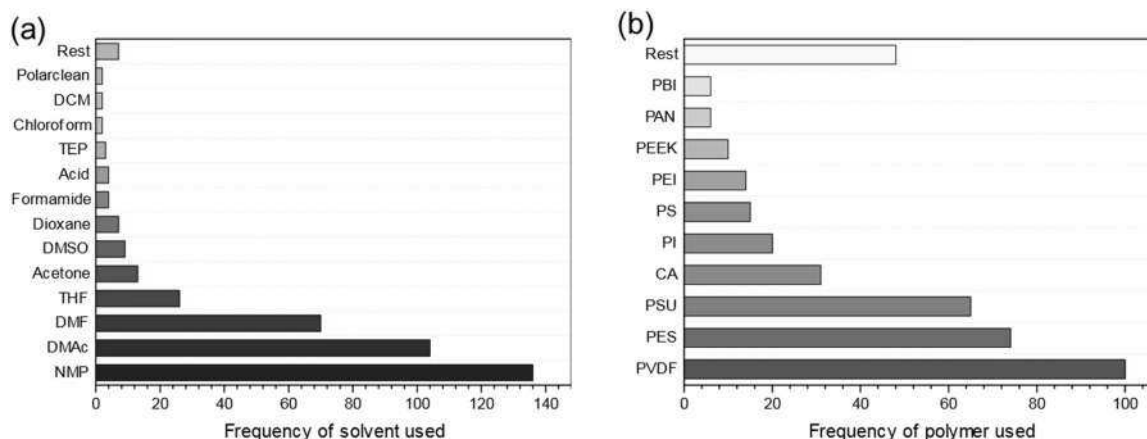 (a)
Rest
Polarclean
DCM
Chloroform
TEP
Acid
Formamide
Dioxane
DMSO
Acetone
THF
DMF
DMAc
NMP
0 20 40 60 80 100 120 140
Frequency of solvent used
(b)
Rest
PBI
PAN
PEEK
PEI
PS
PI
CA
PSU
PES
PVDF
0 20 40 60 80 100
Frequency of polymer used